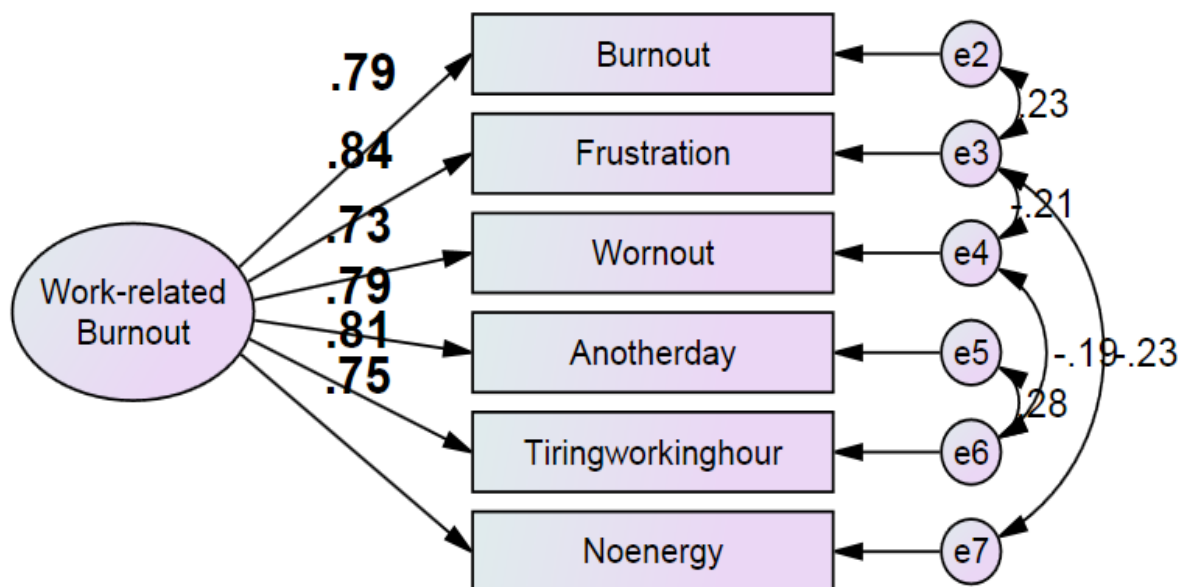 .79
.84
.73
.79
.81
.75
Work-related
Burnout
Burnout
Frustration
Wornout
Anotherday
Tiringworkinghour
Noenergy
e2
e3
e4
e5
e6
e7
.23
-.21
-.19
-.23
.28